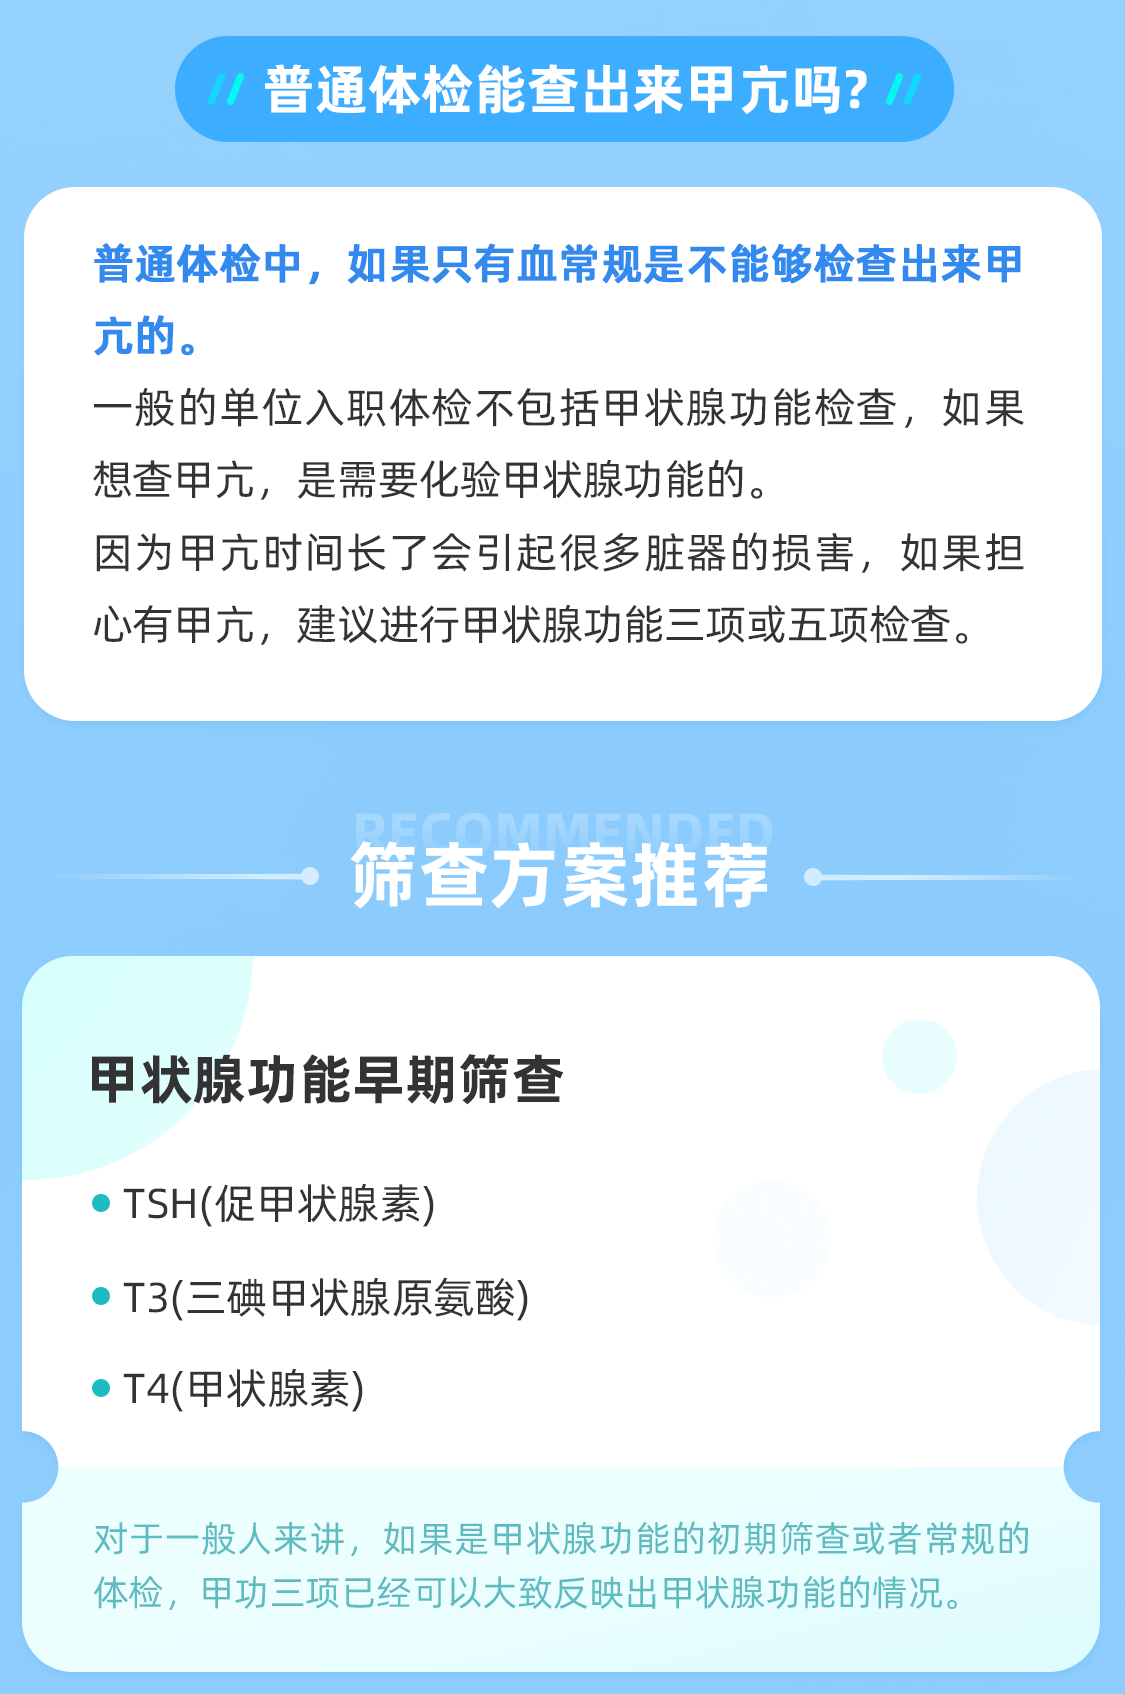 普通体检能查出来甲亢吗?
普通体检中，如果只有血常规是不能够检查出来甲
亢的。
一般的单位入职体检不包括甲状腺功能检查，如果
想查甲亢，是需要化验甲状腺功能的。
因为甲亢时间长了会引起很多脏器的损害，如果担
心有甲亢，建议进行甲状腺功能三项或五项检查。
RECOMMENDED
筛查方案推荐
甲状腺功能早期筛查
TSH(促甲状腺素)
T3(三碘甲状腺原氨酸)
T4(甲状腺素)
对于一般人来讲，如果是甲状腺功能的初期筛查或者常规的
体检，甲功三项已经可以大致反映出甲状腺功能的情况。